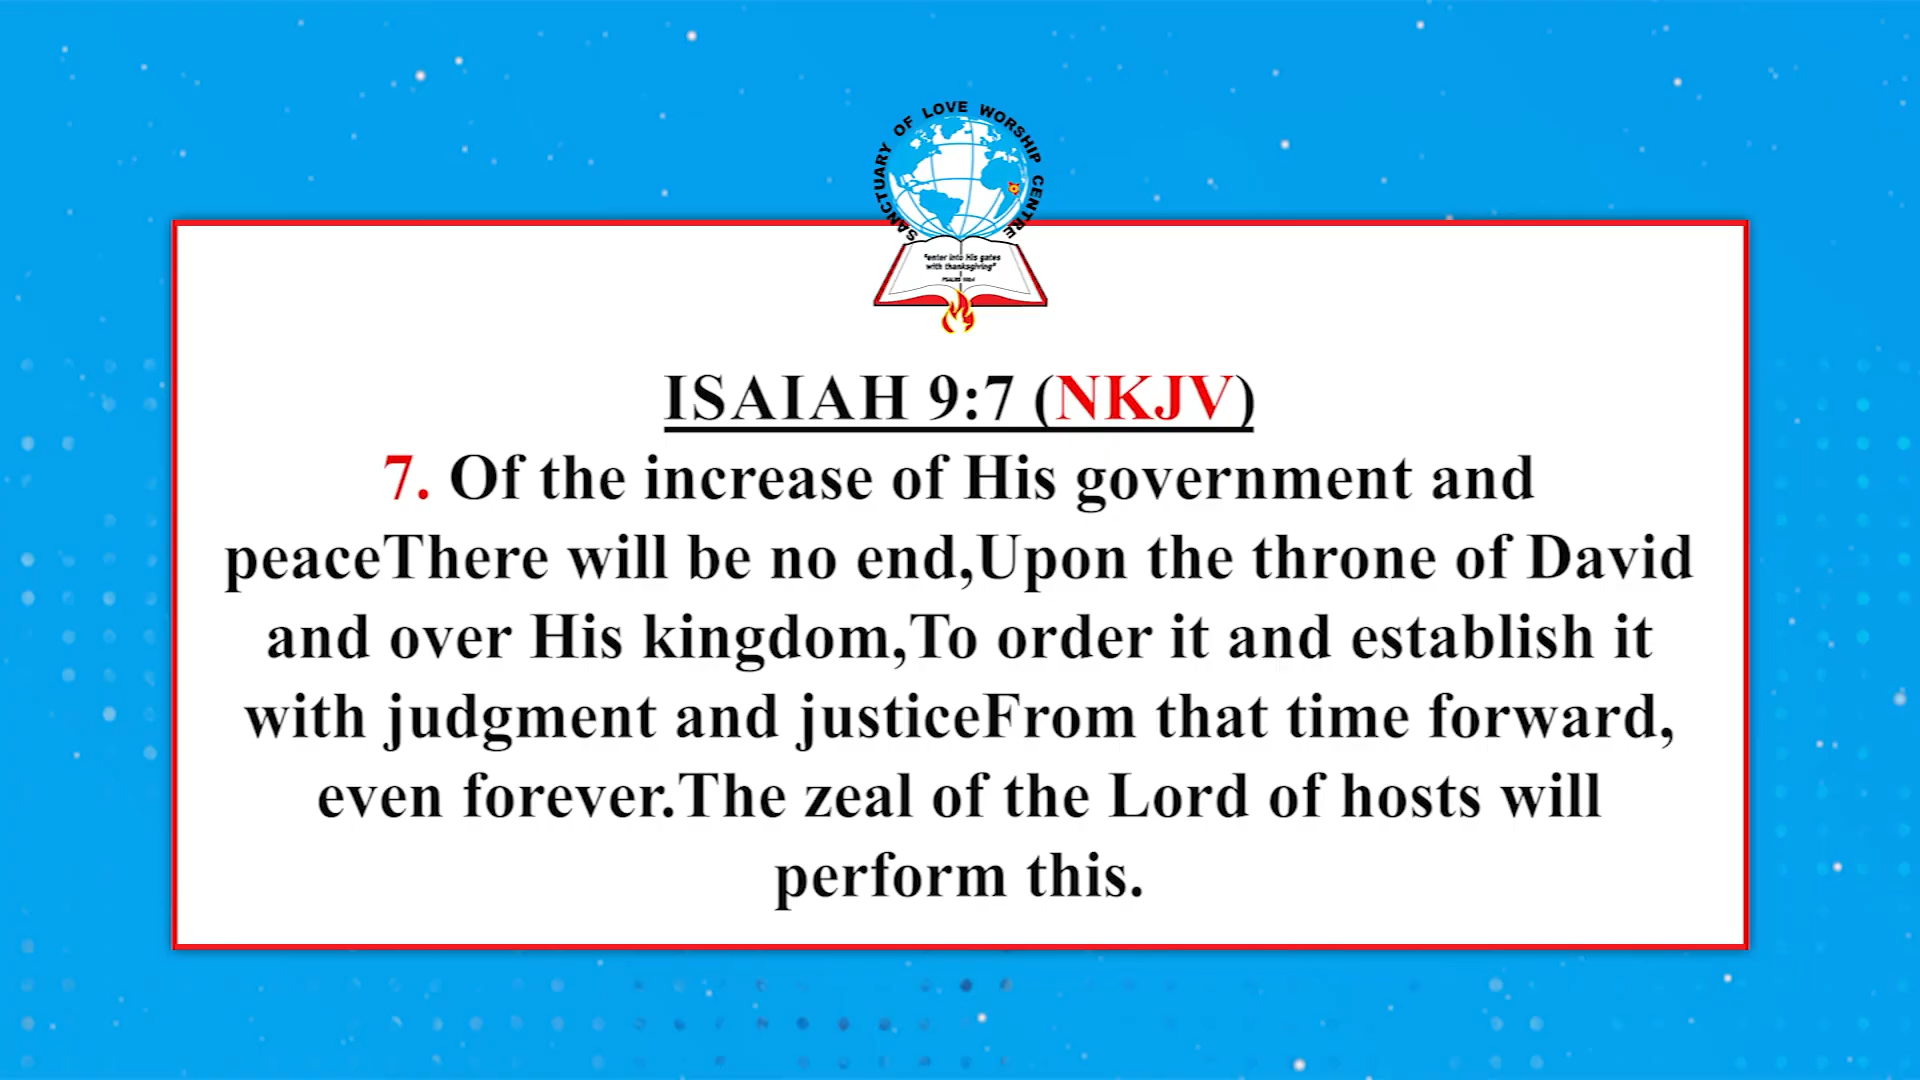 SANCTUARY OF LOVE WORSHIP CENTRE
"enter into His gates
with thanksgiving"
ISAIAH 9:7 (NKJV)
7. Of the increase of His government and
peaceThere will be no end,Upon the throne of David
and over His kingdom,To order it and establish it
with judgment and justiceFrom that time forward,
even forever.The zeal of the Lord of hosts will
perform this.